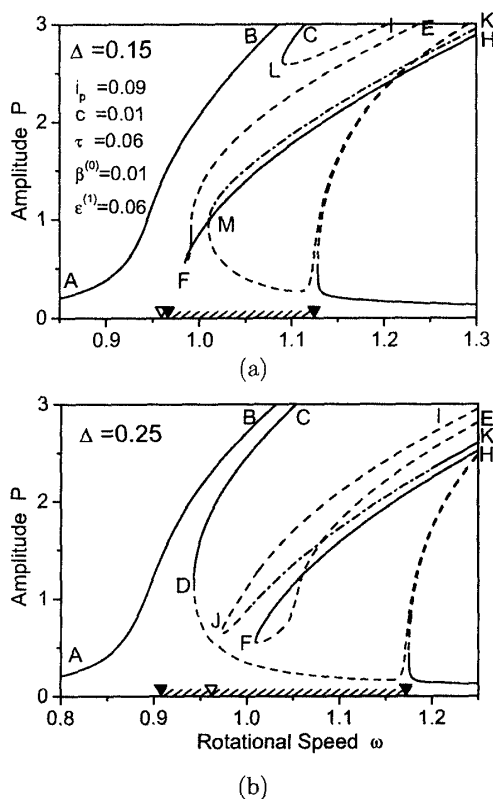 3
B
C
I
E
K
H
Δ = 0.15
L
i_p = 0.09
c = 0.01
τ = 0.06
β^(0) = 0.01
ε^(1) = 0.06
2
Amplitude P
1
J
M
F
A
0
0.9 1.0 1.1 1.2 1.3
(a)
3
B
C
I
E
K
H
Δ = 0.25
2
Amplitude P
1
D
J
F
A
0
0.8 0.9 1.0 1.1 1.2
Rotational Speed ω
(b)